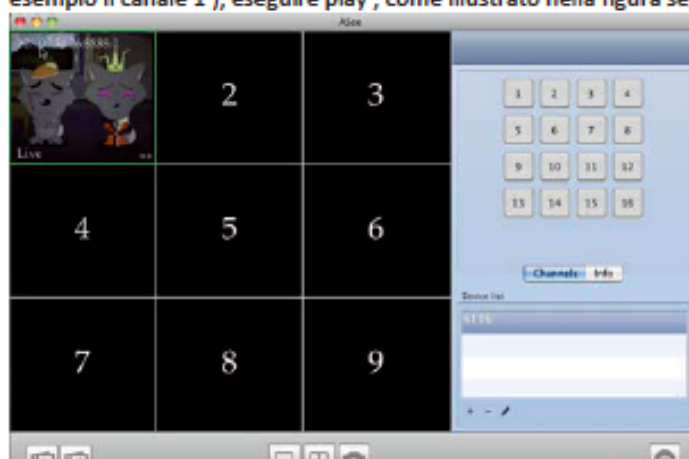 esempio il canale 1 ), eseguire play , come illustrato nella figura se
Alee
Live
2
3
4
5
6
7
8
9
1 2 3 4
5 6 7 8
9 10 11 12
13 14 15 16
Channels Info
Device list
+ -